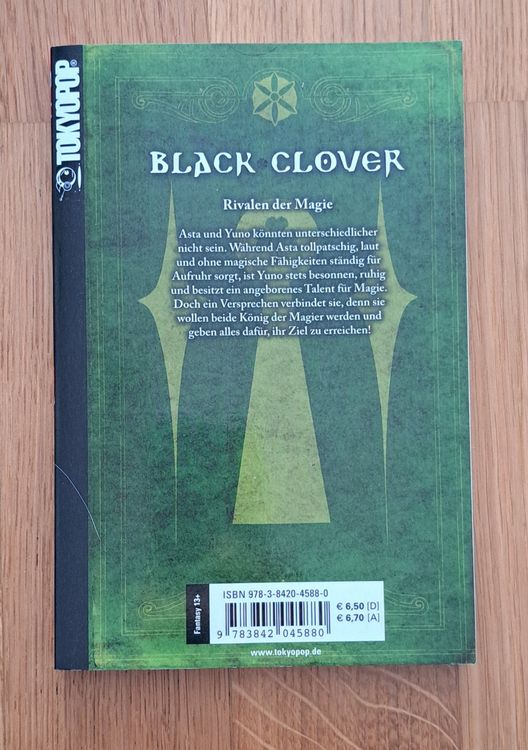 TOKYOPOP®
BLACK CLOVER
Rivalen der Magie
Asta und Yuno könnten unterschiedlicher
nicht sein. Während Asta tollpatschig, laut
und ohne magische Fähigkeiten ständig für
Aufruhr sorgt, ist Yuno stets besonnen, ruhig
und besitzt ein angeborenes Talent für Magie.
Doch ein Versprechen verbindet sie, denn sie
wollen beide König der Magier werden und
geben alles dafür, ihr Ziel zu erreichen!
Fantasy 13+
ISBN 978-3-8420-4588-0
€ 6,50 [D]
€ 6,70 [A]
9 783842 045880
www.tokyopop.de